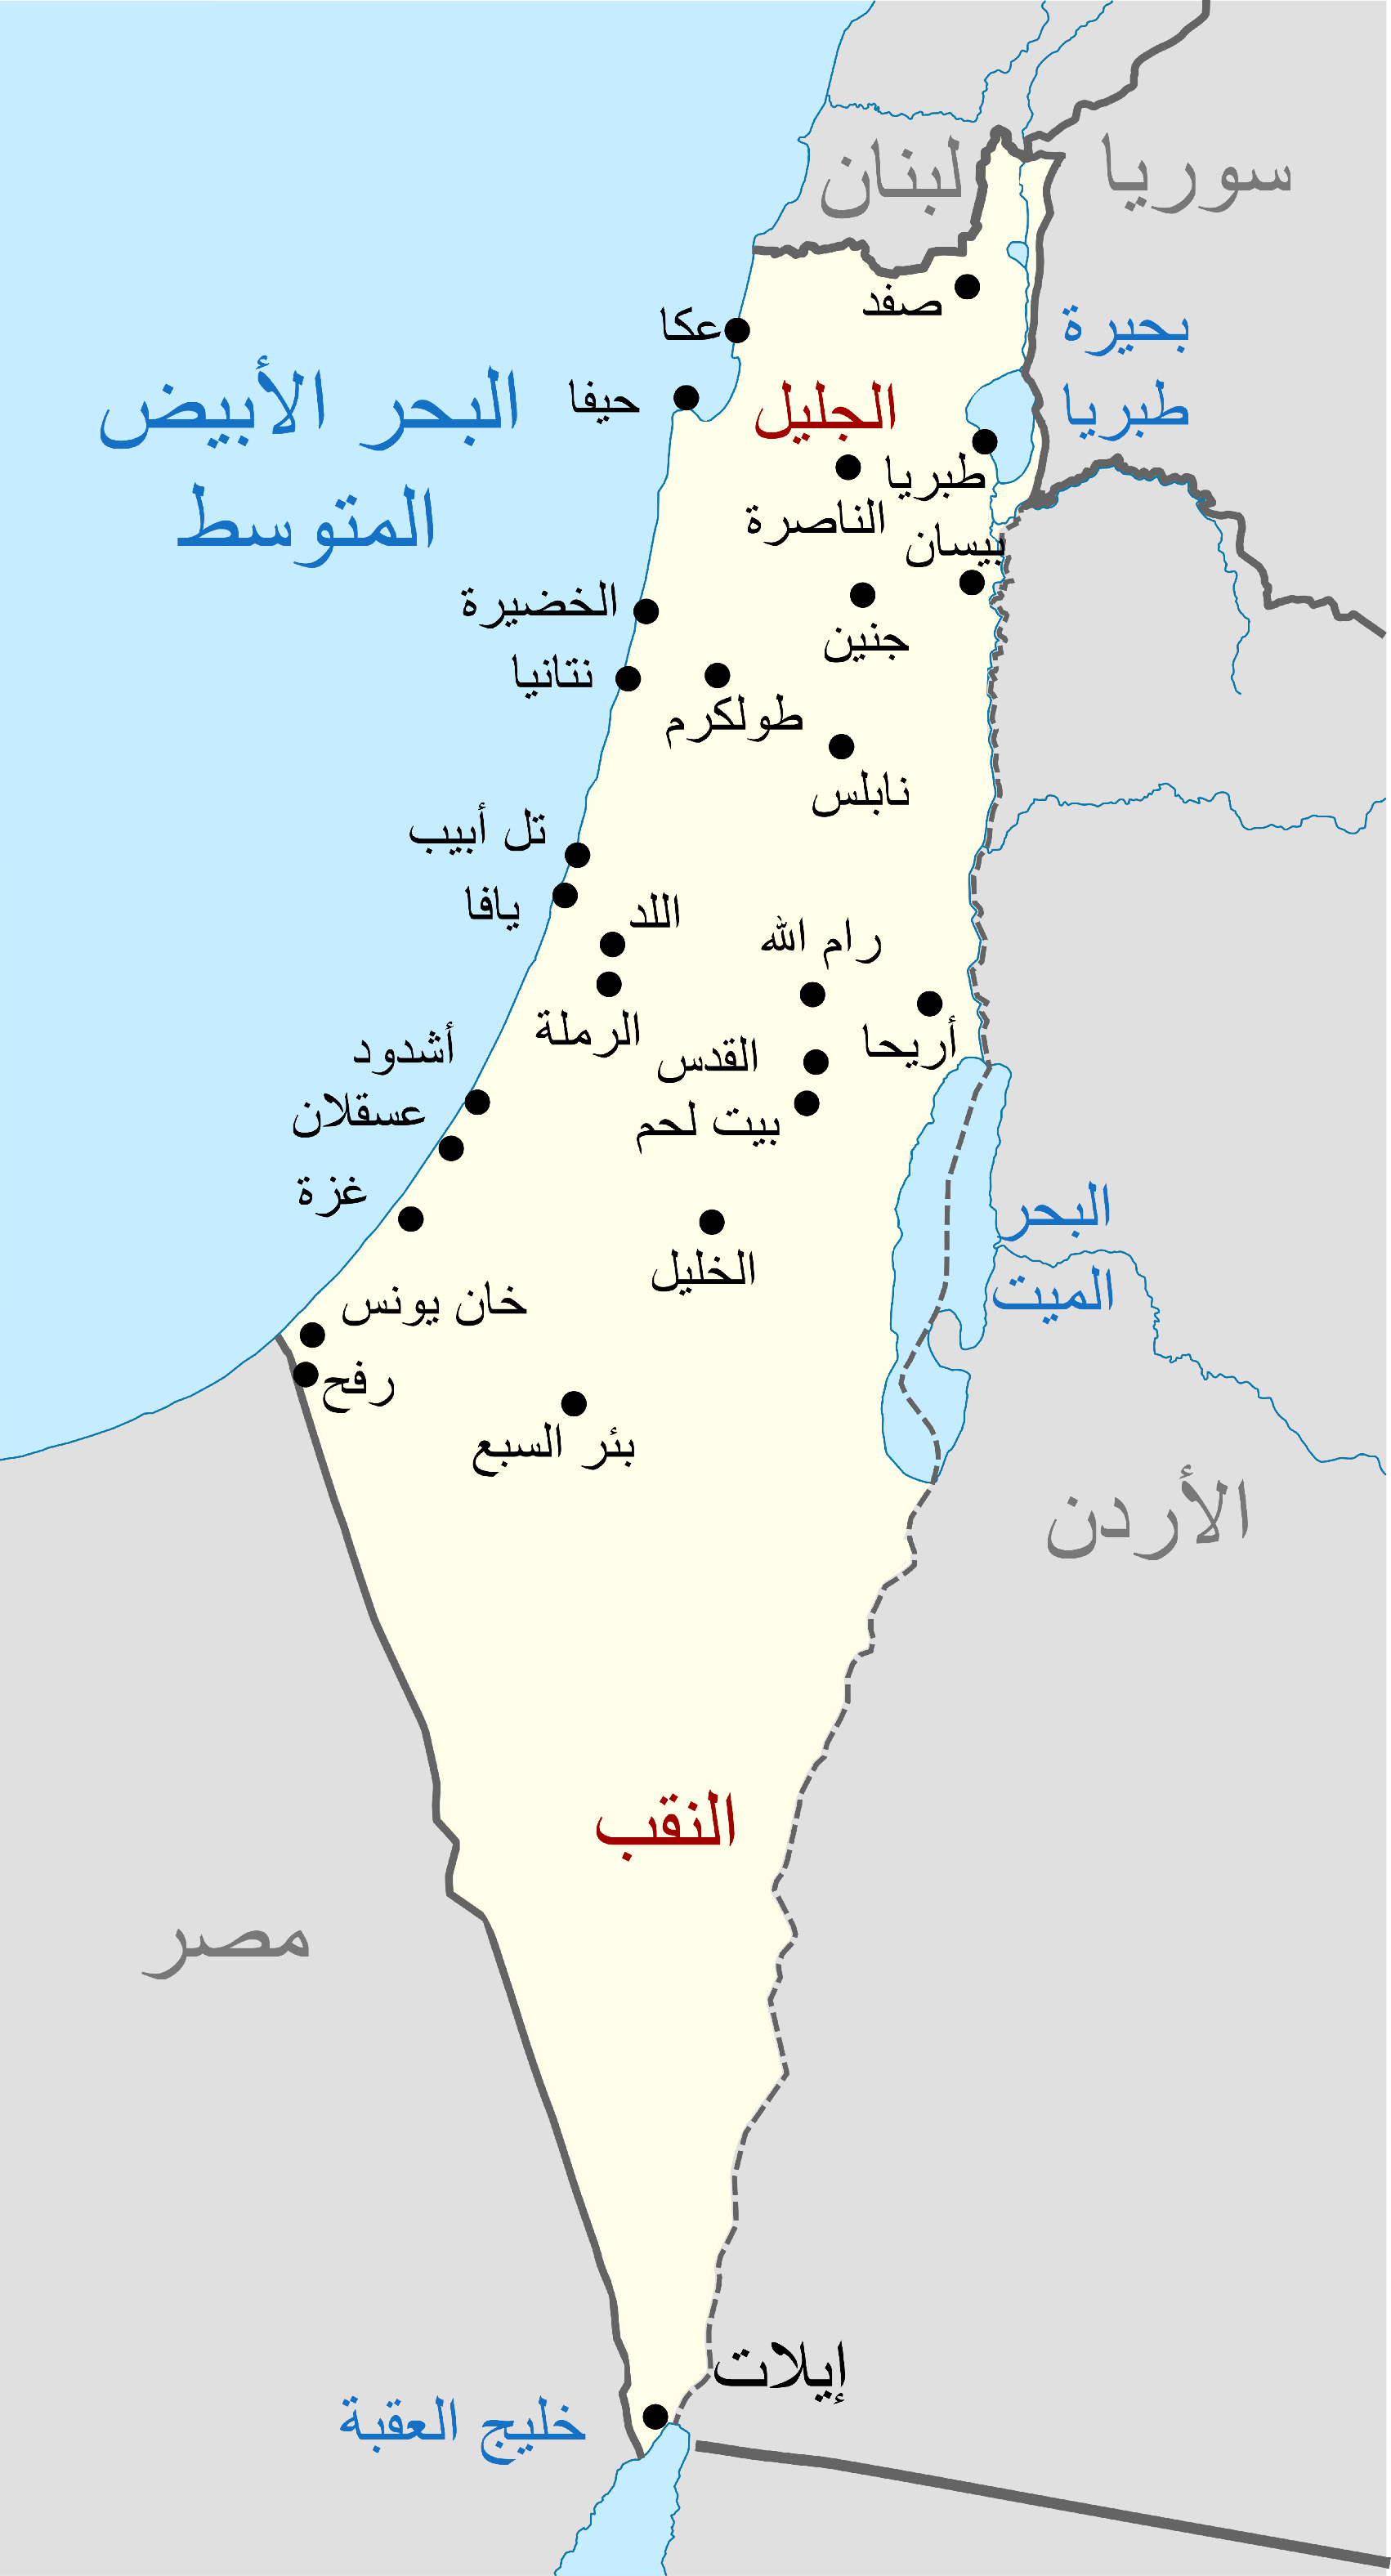 لبنان
سوريا
صفد
عكا
بحيرة
طبريا
البحر الأبيض
المتوسط
حيفا
الجليل
طبريا
الناصرة
بيسان
الخضيرة
جنين
نتانيا
طولكرم
نابلس
تل أبيب
يافا
اللد
رام الله
الرملة
أريحا
أشدود
القدس
عسقلان
بيت لحم
غزة
البحر
الميت
الخليل
خان يونس
رفح
بئر السبع
الأردن
النقب
مصر
إيلات
خليج العقبة